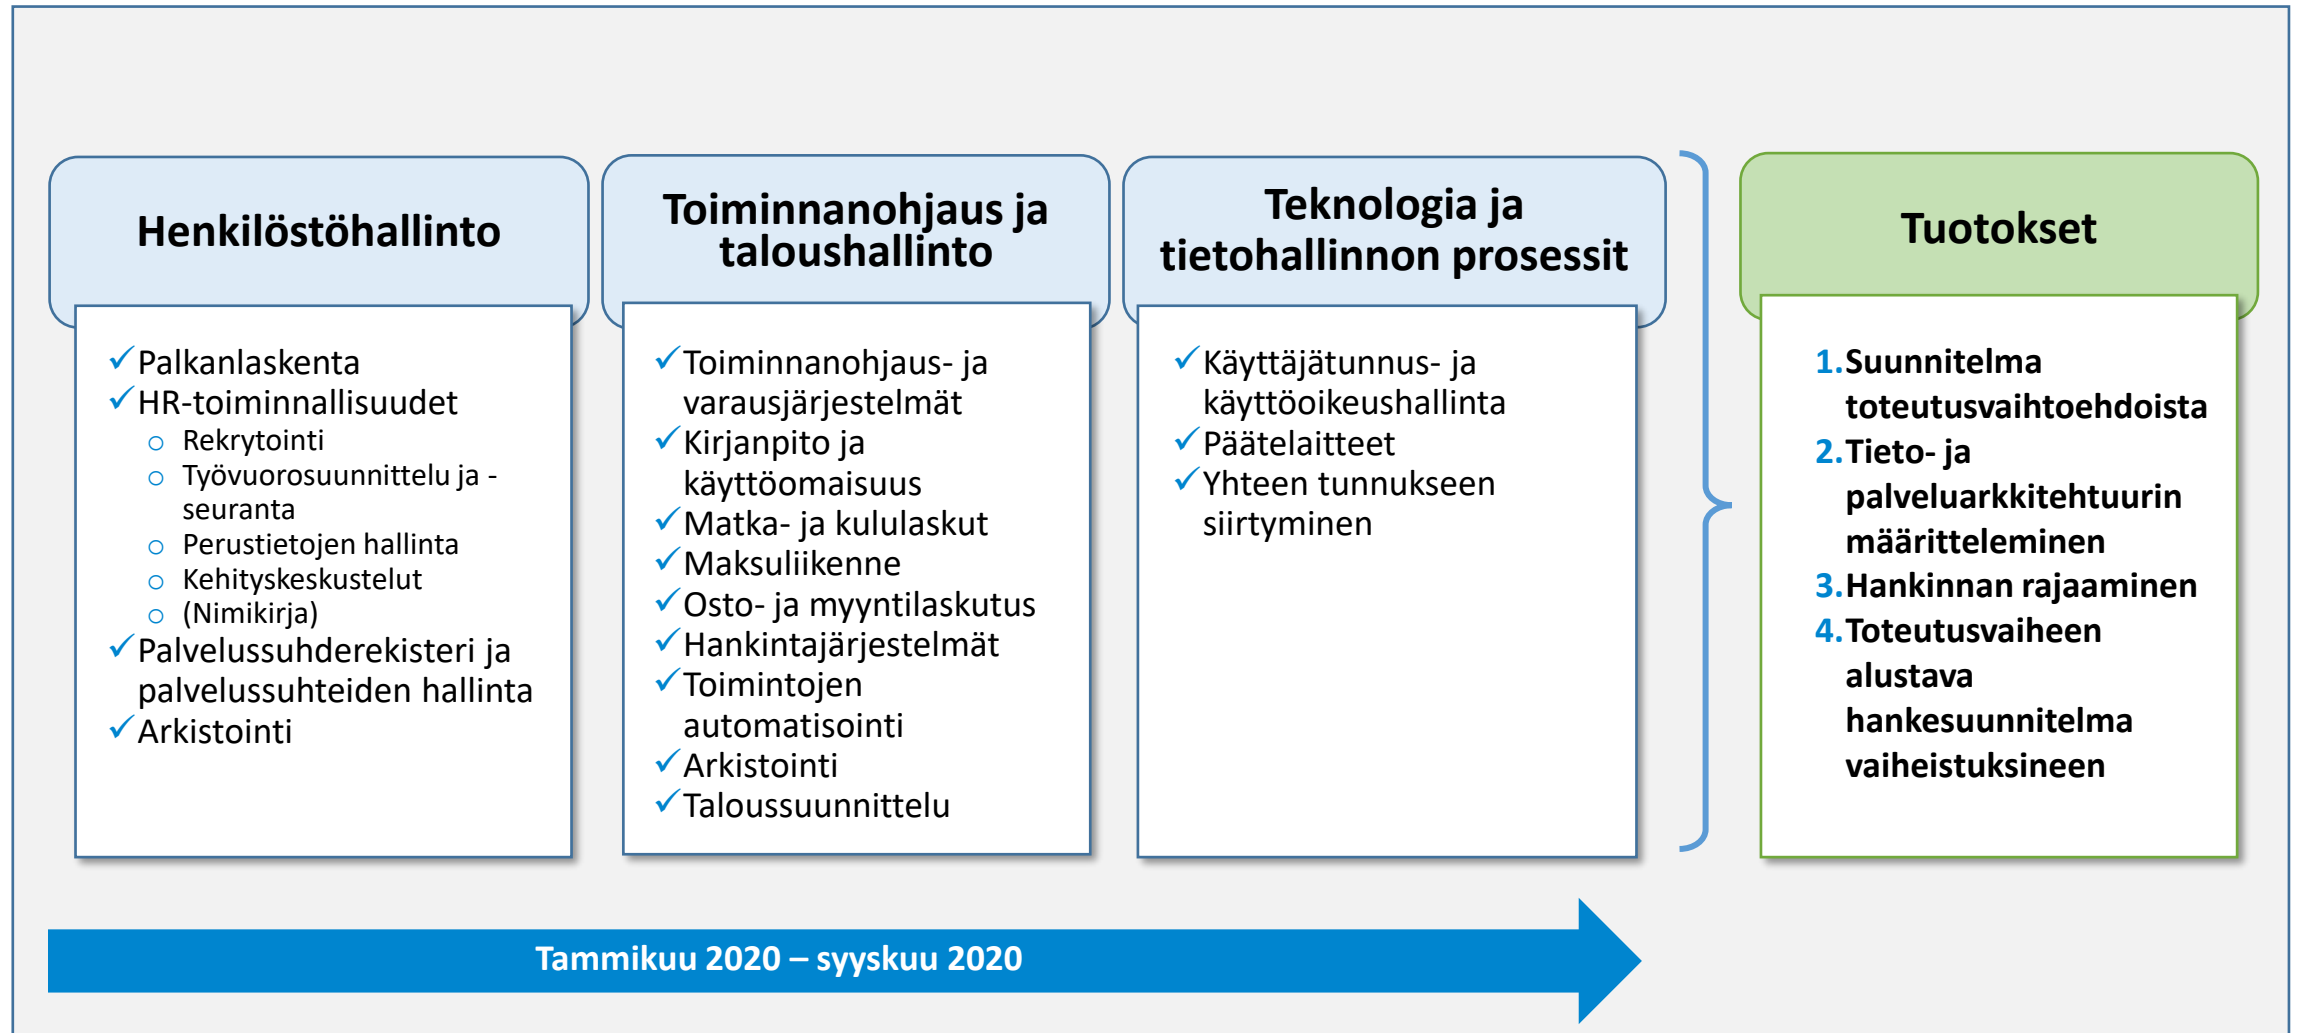 Henkilöstöhallinto
✓Palkanlaskenta
✓HR-toiminnallisuudet
o Rekrytointi
o Työvuorosuunnittelu ja -
seuranta
o Perustietojen hallinta
o Kehityskeskustelut
o (Nimikirja)
✓Palvelussuhderekisteri ja
palvelussuhteiden hallinta
✓Arkistointi
Toiminnanohjaus ja
taloushallinto
✓Toiminnanohjaus- ja
varausjärjestelmät
✓Kirjanpito ja
käyttöomaisuus
✓Matka- ja kululaskut
✓Maksuliikenne
✓Osto- ja myyntilaskutus
✓Hankintajärjestelmät
✓Toimintojen
automatisointi
✓Arkistointi
✓Taloussuunnittelu
Teknologia ja
tietohallinnon prosessit
✓Käyttäjätunnus- ja
käyttöoikeushallinta
✓Päätelaitteet
✓Yhteen tunnukseen
siirtyminen
Tuotokset
1.Suunnitelma
toteutusvaihtoehdoista
2.Tieto- ja
palveluarkkitehtuurin
määritteleminen
3.Hankinnan rajaaminen
4.Toteutusvaiheen
alustava
hankesuunnitelma
vaiheistuksineen
Tammikuu 2020 – syyskuu 2020